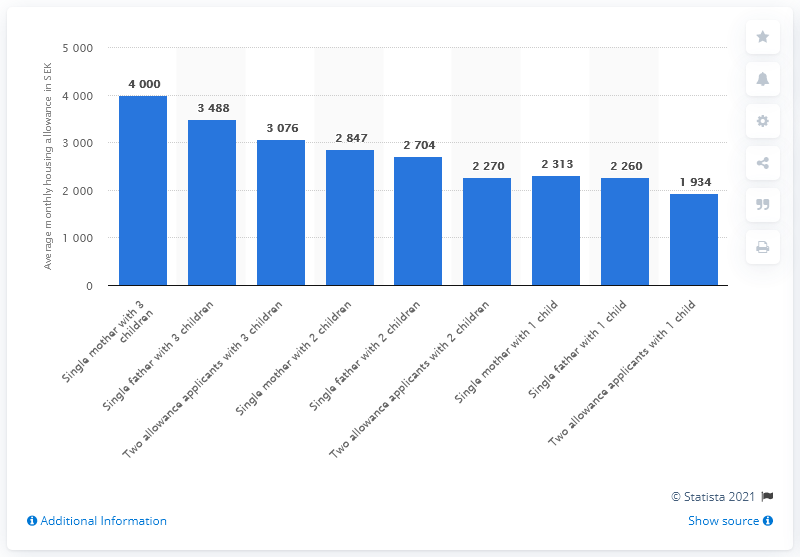 Average monthly housing allowance in SEK
5 000
4 000
3 000
2 000
1 000
0
4 000
3 488
3 076
2 847
2 704
2 270
2 313
2 260
1 934
Single mother with 3
children
Single father with 3 children
Two allowance applicants with 3 children
Single mother with 2 children
Single father with 2 children
Two allowance applicants with 2 children
Single mother with 1 child
Single father with 1 child
Two allowance applicants with 1 child
© Statista 2021
Additional Information
Show source